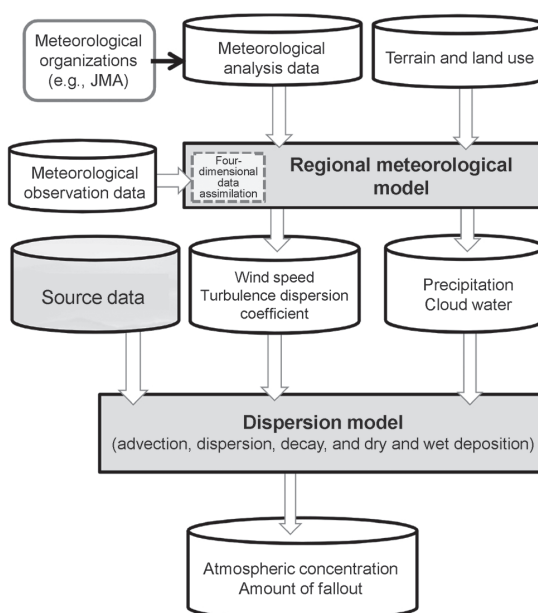 Meteorological
organizations
(e.g., JMA)
Meteorological
analysis data
Terrain and land use
Meteorological
observation data
Four-
dimensional
data
assimilation
Regional meteorological
model
Source data
Wind speed
Turbulence dispersion
coefficient
Precipitation
Cloud water
Dispersion model
(advection, dispersion, decay, and dry and wet deposition)
Atmospheric concentration
Amount of fallout